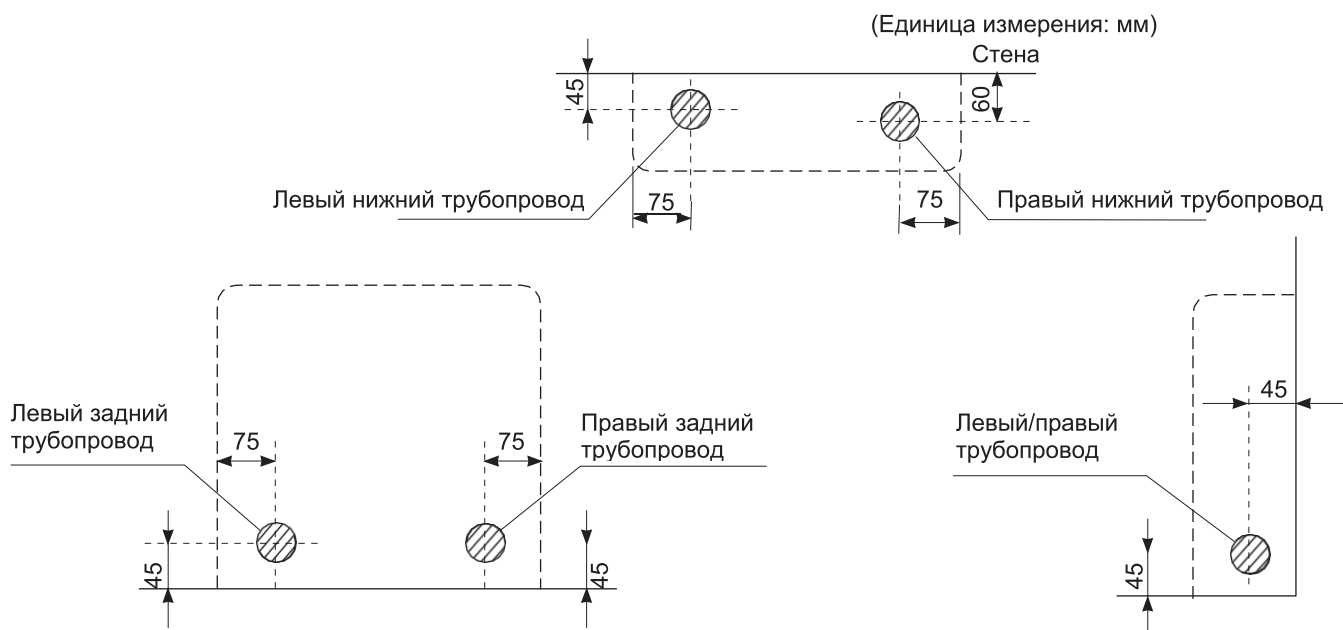 (Единица измерения: мм)
Стена
45
60
Левый нижний трубопровод
75
75
Правый нижний трубопровод
Левый задний
трубопровод
75
75
Правый задний
трубопровод
45
45
Левый/правый
трубопровод
45
45